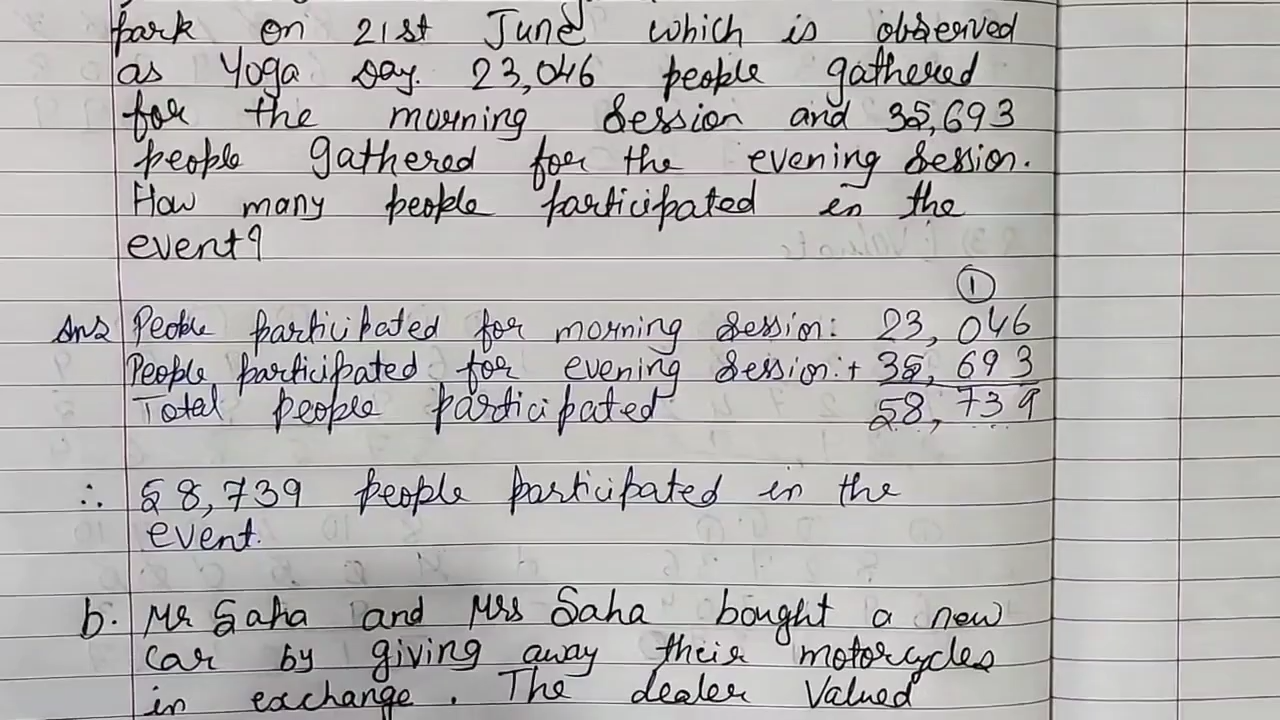 park on 21st June which is observed
as Yoga Day. 23,046 people gathered
for the morning Session and 35,693
people gathered for the evening Session.
How many people participated in the
event?
①
Ans People participated for morning Session: 23,046
People participated for evening Session: + 35,693
Total people participated 58,739
∴ 58,739 people participated in the
event.
b. Mr Saha and Mrs Saha bought a new
car by giving away their motorcycles
in exchange. The dealer Valued